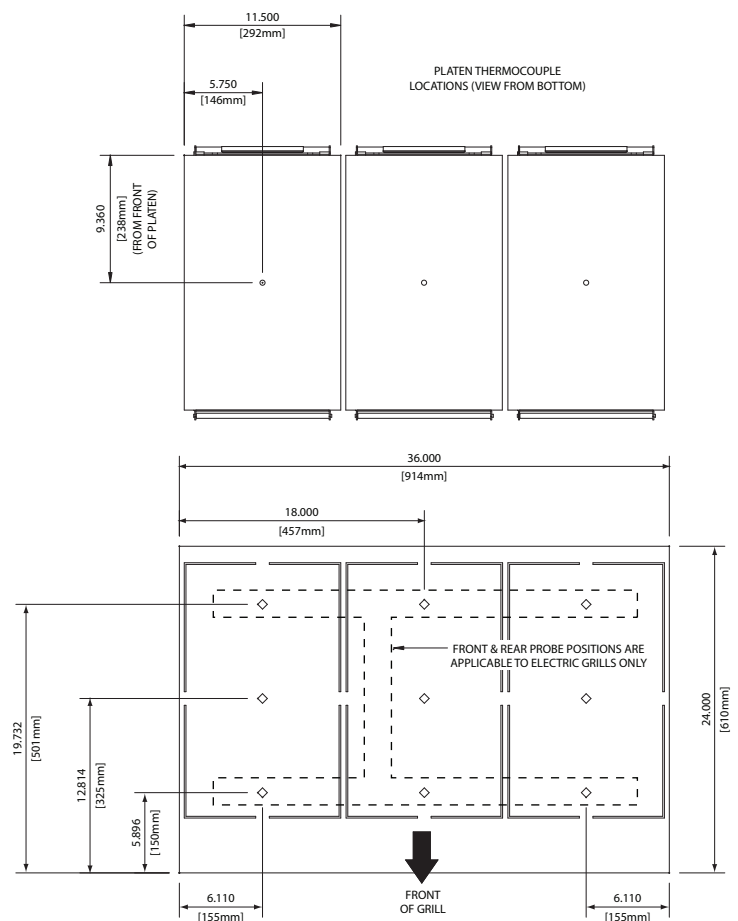 11.500
[292mm]
5.750
[146mm]
PLATEN THERMOCOUPLE
LOCATIONS (VIEW FROM BOTTOM)
9.360
[238mm]
(FROM FRONT
OF PLATEN)
36.000
[914mm]
18.000
[457mm]
FRONT & REAR PROBE POSITIONS ARE
APPLICABLE TO ELECTRIC GRILLS ONLY
19.732
[501mm]
12.814
[325mm]
5.896
[150mm]
24.000
[610mm]
6.110
[155mm]
FRONT
OF GRILL
6.110
[155mm]